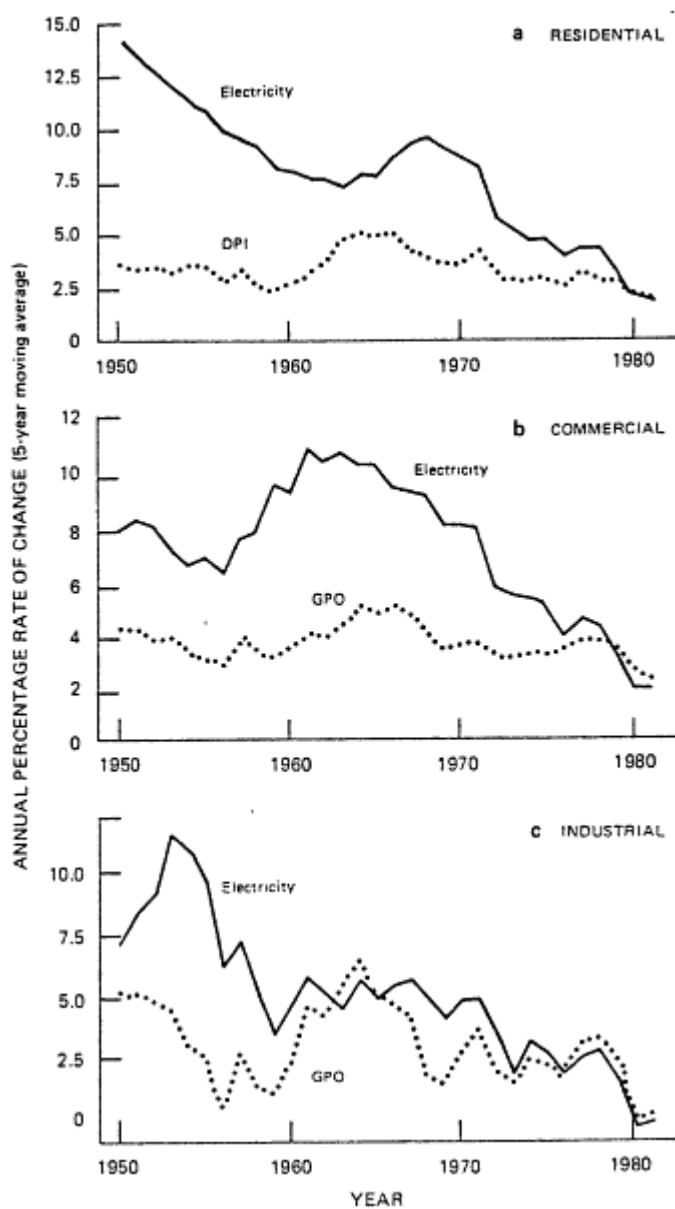 ANNUAL PERCENTAGE RATE OF CHANGE (5-year moving average)
a RESIDENTIAL
15.0
12.5
10.0
7.5
5.0
2.5
0
Electricity
DPI
1950 1960 1970 1980
b COMMERCIAL
12
10
8
6
4
2
0
Electricity
GPO
1950 1960 1970 1980
c INDUSTRIAL
10.0
7.5
5.0
2.5
0
Electricity
GPO
1950 1960 1970 1980
YEAR